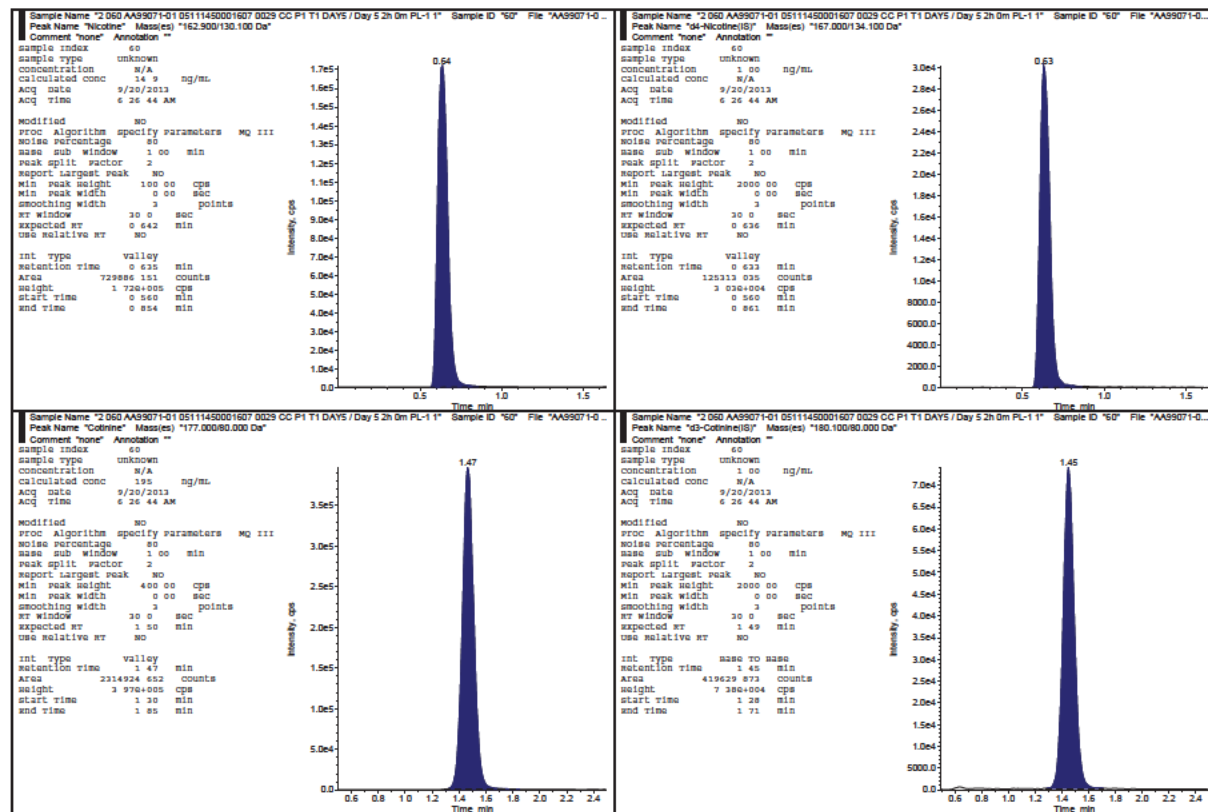 Sample Name "2 060 AA99071-01 05111450001607 0029 CC P1 T1 DAY5 / Day 5 2h 0m PL-1 1" Sample ID "60" File "AA99071-0 ...
Peak Name "Nicotine" Mass(es) "162.900/130.100 Da"
Comment "none" Annotation ""
Sample Index 60
Sample Type Unknown
Concentration N/A
Calculated Conc 14 9 ng/mL
Acq Date 9/20/2013
Acq Time 6 26 44 AM
Modified NO
Proc Algorithm Specify Parameters MQ III
Noise Percentage 80
Base Sub Window 1 00 min
Peak Split Factor 2
Report Largest Peak NO
Min Peak Height 100 00 cps
Min Peak Width 0 00 sec
Smoothing Width 3 points
RT Window 30 0 sec
Expected RT 0 642 min
Use Relative RT NO
Int Type Valley
Retention Time 0 635 min
Area 729886 151 counts
Height 1 72e+005 cps
Start Time 0 560 min
End Time 0 854 min
0.64
1.7e5
1.6e5
1.5e5
1.4e5
1.3e5
1.2e5
1.1e5
1.0e5
9.0e4
8.0e4
7.0e4
6.0e4
5.0e4
4.0e4
3.0e4
2.0e4
1.0e4
0.0
Intensity, cps
0.5 1.0 1.5
Time min
Sample Name "2 060 AA99071-01 05111450001607 0029 CC P1 T1 DAY5 / Day 5 2h 0m PL-1 1" Sample ID "60" File "AA99071-0...
Peak Name "d4-Nicotine(IS)" Mass(es) "167.000/134.100 Da"
Comment "none" Annotation ""
Sample Index 60
Sample Type Unknown
Concentration 1 00 ng/mL
Calculated Conc N/A
Acq Date 9/20/2013
Acq Time 6 26 44 AM
Modified NO
Proc Algorithm Specify Parameters MQ III
Noise Percentage 80
Base Sub Window 1 00 min
Peak Split Factor 2
Report Largest Peak NO
Min Peak Height 2000 00 cps
Min Peak Width 0 00 sec
Smoothing Width 3 points
RT Window 30 0 sec
Expected RT 0 636 min
Use Relative RT NO
Int Type Valley
Retention Time 0 633 min
Area 125313 035 counts
Height 3 03e+004 cps
Start Time 0 560 min
End Time 0 861 min
0.63
3.0e4
2.8e4
2.6e4
2.4e4
2.2e4
2.0e4
1.8e4
1.6e4
1.4e4
1.2e4
1.0e4
8000.0
6000.0
4000.0
2000.0
0.0
Intensity, cps
0.5 1.0 1.5
Time min
Sample Name "2 060 AA99071-01 05111450001607 0029 CC P1 T1 DAY5 / Day 5 2h 0m PL-1 1" Sample ID "60" File "AA99071-0 ...
Peak Name "Cotinine" Mass(es) "177.000/80.000 Da"
Comment "none" Annotation ""
Sample Index 60
Sample Type Unknown
Concentration N/A
Calculated Conc 195 ng/mL
Acq Date 9/20/2013
Acq Time 6 26 44 AM
Modified NO
Proc Algorithm Specify Parameters MQ III
Noise Percentage 80
Base Sub Window 1 00 min
Peak Split Factor 2
Report Largest Peak NO
Min Peak Height 400 00 cps
Min Peak Width 0 00 sec
Smoothing Width 3 points
RT Window 30 0 sec
Expected RT 1 50 min
Use Relative RT NO
Int Type Valley
Retention Time 1 47 min
Area 2314924 652 counts
Height 3 97e+005 cps
Start Time 1 30 min
End Time 1 85 min
1.47
3.5e5
3.0e5
2.5e5
2.0e5
1.5e5
1.0e5
5.0e4
0.0
Intensity, cps
0.6 0.8 1.0 1.2 1.4 1.6 1.8 2.0 2.2 2.4
Time min
Sample Name "2 060 AA99071-01 05111450001607 0029 CC P1 T1 DAY5 / Day 5 2h 0m PL-1 1" Sample ID "60" File "AA99071-0...
Peak Name "d3-Cotinine(IS)" Mass(es) "180.100/80.000 Da"
Comment "none" Annotation ""
Sample Index 60
Sample Type Unknown
Concentration 1 00 ng/mL
Calculated Conc N/A
Acq Date 9/20/2013
Acq Time 6 26 44 AM
Modified NO
Proc Algorithm Specify Parameters MQ III
Noise Percentage 80
Base Sub Window 1 00 min
Peak Split Factor 2
Report Largest Peak NO
Min Peak Height 2000 00 cps
Min Peak Width 0 00 sec
Smoothing Width 3 points
RT Window 30 0 sec
Expected RT 1 49 min
Use Relative RT NO
Int Type Base To Base
Retention Time 1 45 min
Area 419629 873 counts
Height 7 38e+004 cps
Start Time 1 28 min
End Time 1 71 min
1.45
7.0e4
6.5e4
6.0e4
5.5e4
5.0e4
4.5e4
4.0e4
3.5e4
3.0e4
2.5e4
2.0e4
1.5e4
1.0e4
5000.0
0.0
Intensity, cps
0.6 0.8 1.0 1.2 1.4 1.6 1.8 2.0 2.2 2.4
Time min